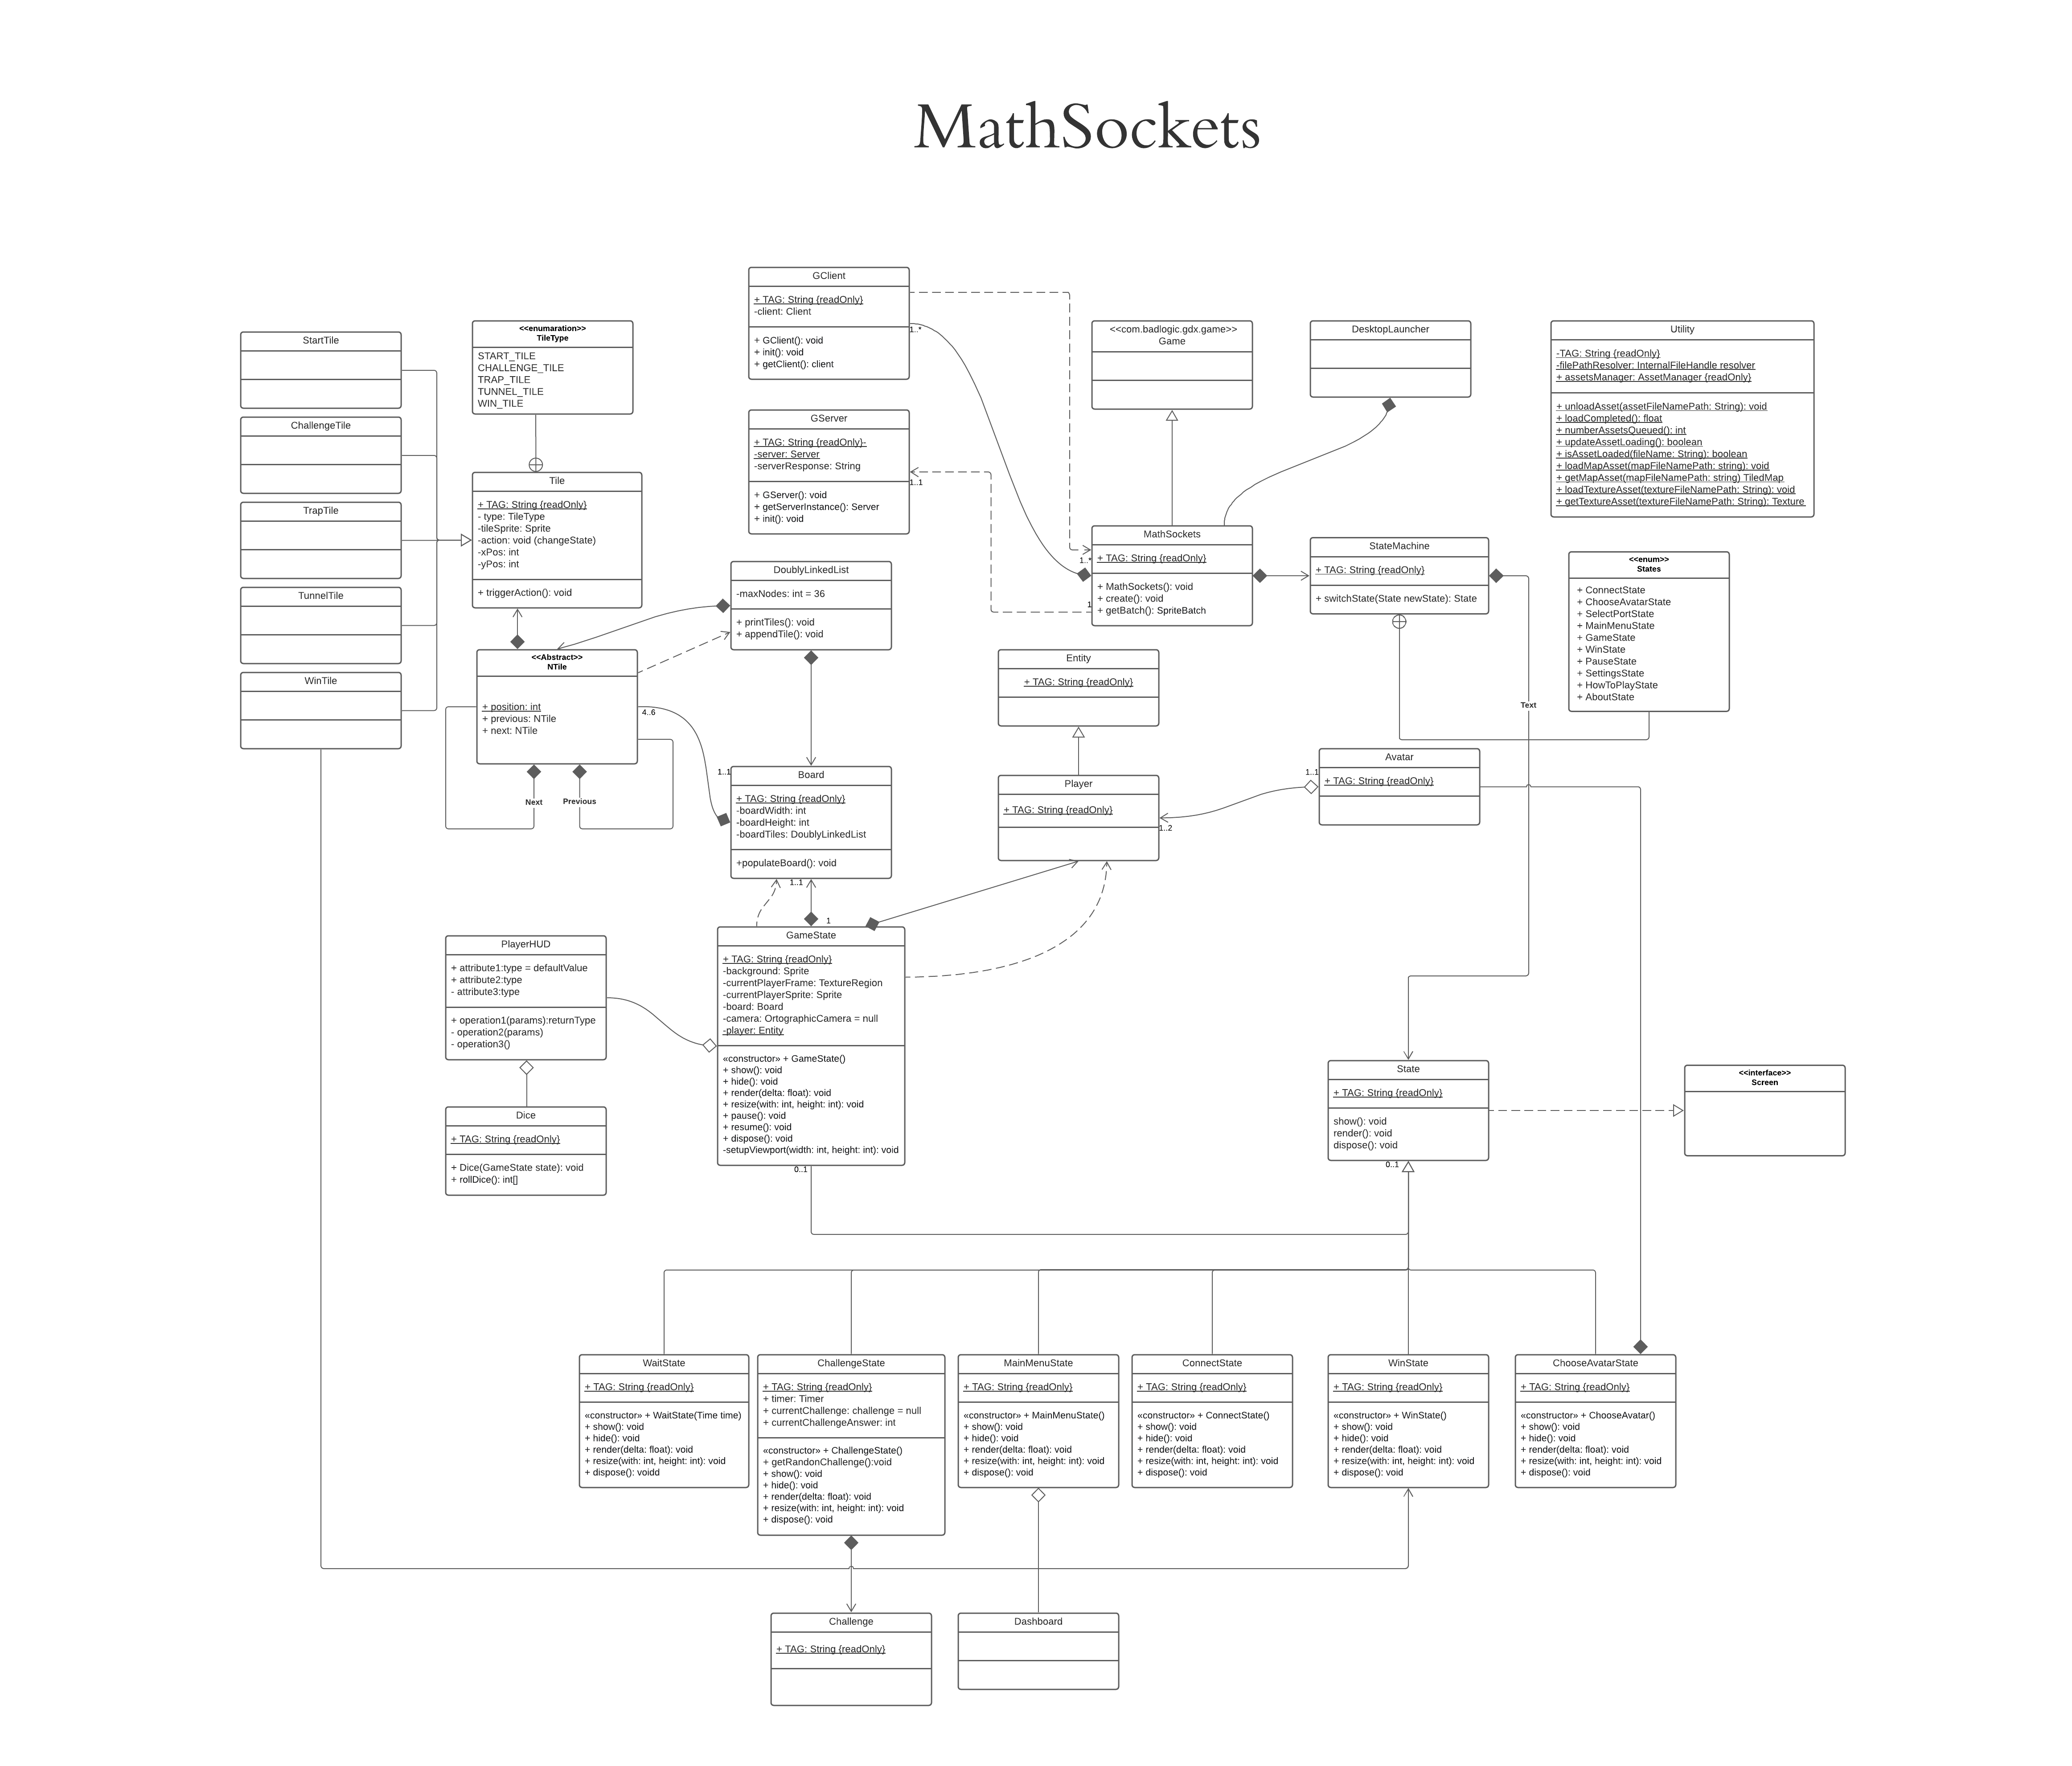 MathSockets
GClient
+ TAG: String {readOnly}
-client: Client
+ GClient(): void
+ init(): void
+ getClient: client
1..*
<<enumaration>>
TileType
START_TILE
CHALLENGE_TILE
TRAP_TILE
TUNNEL_TILE
WIN_TILE
<<com.badlogic.gdx.game>>
Game
DesktopLauncher
Utility
-TAG: String {readOnly}
-filePathResolver: InternalFileHandle resolver
+ assetsManager: AssetManager {readOnly}
+ unloadAsset(assetFileNamePath: String): void
+ loadCompleted(): float
+ numberAssetsQueued(): int
+ updateAssetLoading(): boolean
+ isAssetLoaded(fileName: String): boolean
+ loadMapAsset(mapFileNamePath: string): void
+ getMapAsset(mapFileNamePath: string) TiledMap
+ loadTextureAsset(textureFileNamePath: String): void
+ getTextureAsset(textureFileNamePath: String): Texture
StartTile
ChallengeTile
TrapTile
TunnelTile
WinTile
GServer
+ TAG: String {readOnly}-
-server: Server
-serverResponse: String
+ GServer(): void
+ getServerInstance(): Server
+ init(): void
1..1
Tile
+ TAG: String {readOnly}
- type: TileType
-tileSprite: Sprite
-action: void (changeState)
-xPos: int
-yPos: int
+ triggerAction(): void
MathSockets
+ TAG: String {readOnly}
+ MathSockets(): void
+ create(): void
+ getBatch(): SpriteBatch
1..*
1
StateMachine
+ TAG: String {readOnly}
+ switchState(State newState): State
<<enum>>
States
+ ConnectState
+ ChooseAvatarState
+ SelectPortState
+ MainMenuState
+ GameState
+ WinState
+ PauseState
+ SettingsState
+ HowToPlayState
+ AboutState
Text
DoublyLinkedList
-maxNodes: int = 36
+ printTiles(): void
+ appendTile(): void
<<Abstract>>
NTile
+ position: int
+ previous: NTile
+ next: NTile
4..6
Next
Previous
Entity
+ TAG: String {readOnly}
1..1
Board
+ TAG: String {readOnly}
-boardWidth: int
-boardHeight: int
-boardTiles: DoublyLinkedList
+populateBoard(): void
1..1
Player
+ TAG: String {readOnly}
1..2
Avatar
+ TAG: String {readOnly}
1..1
1
GameState
+ TAG: String {readOnly}
-background: Sprite
-currentPlayerFrame: TextureRegion
-currentPlayerSprite: Sprite
-board: Board
-camera: OrtographicCamera = null
-player: Entity
«constructor» + GameState()
+ show(): void
+ hide(): void
+ render(delta: float): void
+ resize(with: int, height: int): void
+ pause(): void
+ resume(): void
+ dispose(): void
-setupViewport(width: int, height: int): void
0..1
PlayerHUD
+ attribute1:type = defaultValue
+ attribute2:type
- attribute3:type
+ operation1(params):returnType
- operation2(params)
- operation3()
Dice
+ TAG: String {readOnly}
+ Dice(GameState state): void
+ rollDice(): int[]
State
+ TAG: String {readOnly}
show(): void
render(): void
dispose(): void
0..1
<<interface>>
Screen
WaitState
+ TAG: String {readOnly}
«constructor» + WaitState(Time time)
+ show(): void
+ hide(): void
+ render(delta: float): void
+ resize(with: int, height: int): void
+ dispose(): voidd
ChallengeState
+ TAG: String {readOnly}
+ timer: Timer
+ currentChallenge: challenge = null
+ currentChallengeAnswer: int
«constructor» + ChallengeState()
+ getRandonChallenge():void
+ show(): void
+ hide(): void
+ render(delta: float): void
+ resize(with: int, height: int): void
+ dispose(): void
MainMenuState
+ TAG: String {readOnly}
«constructor» + MainMenuState()
+ show(): void
+ hide(): void
+ render(delta: float): void
+ resize(with: int, height: int): void
+ dispose(): void
ConnectState
+ TAG: String {readOnly}
«constructor» + ConnectState()
+ show(): void
+ hide(): void
+ render(delta: float): void
+ resize(with: int, height: int): void
+ dispose(): void
WinState
+ TAG: String {readOnly}
«constructor» + WinState()
+ show(): void
+ hide(): void
+ render(delta: float): void
+ resize(with: int, height: int): void
+ dispose(): void
ChooseAvatarState
+ TAG: String {readOnly}
«constructor» + ChooseAvatar()
+ show(): void
+ hide(): void
+ render(delta: float): void
+ resize(with: int, height: int): void
+ dispose(): void
Challenge
+ TAG: String {readOnly}
Dashboard